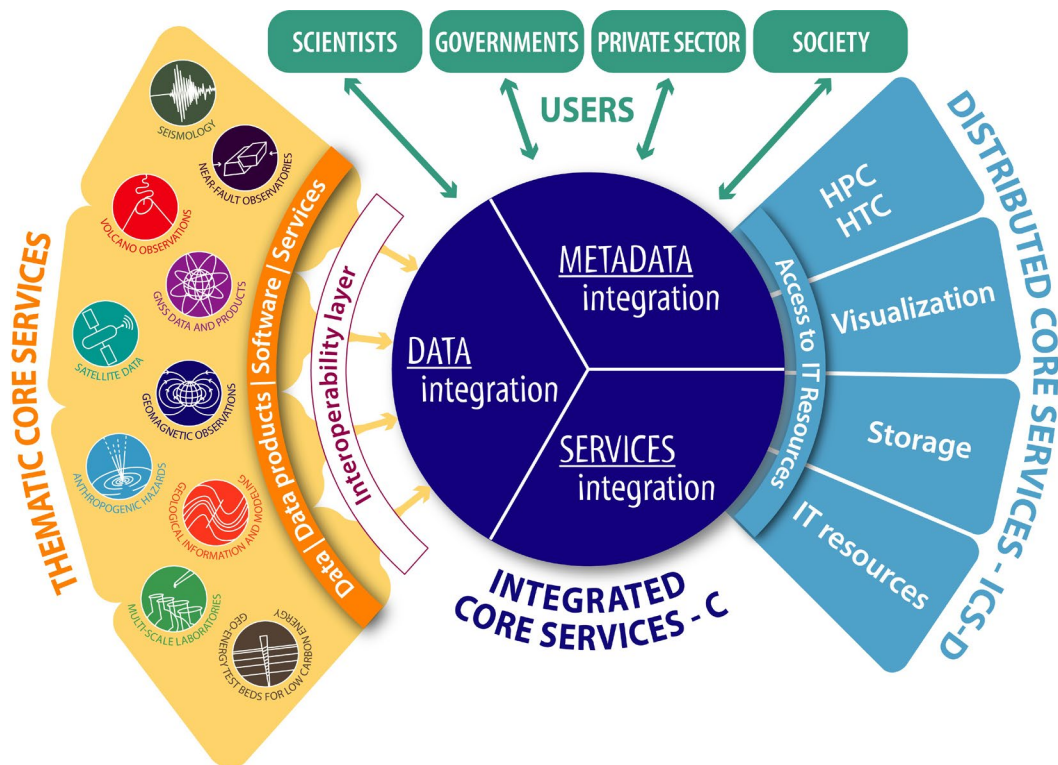 SCIENTISTS
GOVERNMENTS
PRIVATE SECTOR
SOCIETY
USERS
THEMATIC CORE SERVICES
SEISMOLOGY
NEAR-FAULT OBSERVATORIES
VOLCANO OBSERVATIONS
GNSS DATA AND PRODUCTS
SATELLITE DATA
GEOMAGNETIC OBSERVATIONS
ANTHROPOGENIC HAZARDS
GEOLOGICAL INFORMATION AND MODELING
MULTI-SCALE LABORATORIES
GEO-ENERGY TEST BEDS FOR LOW CARBON ENERGY
Data | Data products | Software | Services
Interoperability layer
DATA
integration
METADATA
integration
SERVICES
integration
INTEGRATED
CORE SERVICES - C
Access to IT Resources
HPC
HTC
Visualization
Storage
IT resources
DISTRIBUTED CORE SERVICES - ICS-D